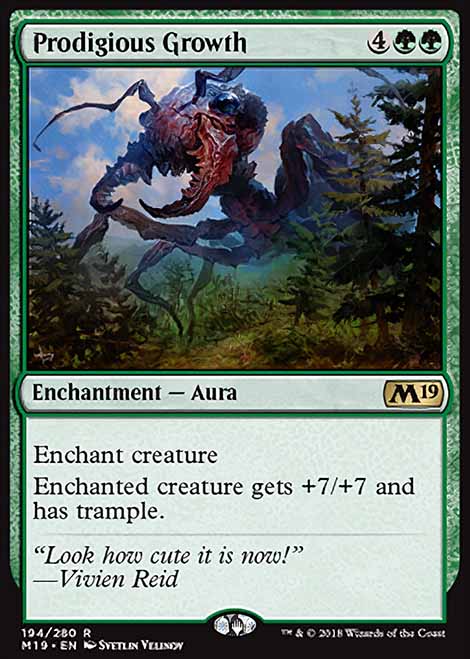 Prodigious Growth 4
Enchantment — Aura
M19
Enchant creature
Enchanted creature gets +7/+7 and
has trample.
“Look how cute it is now!”
—Vivien Reid
194/280 R
M19 • EN Svetlin Velinov
™ & © 2018 Wizards of the Coast